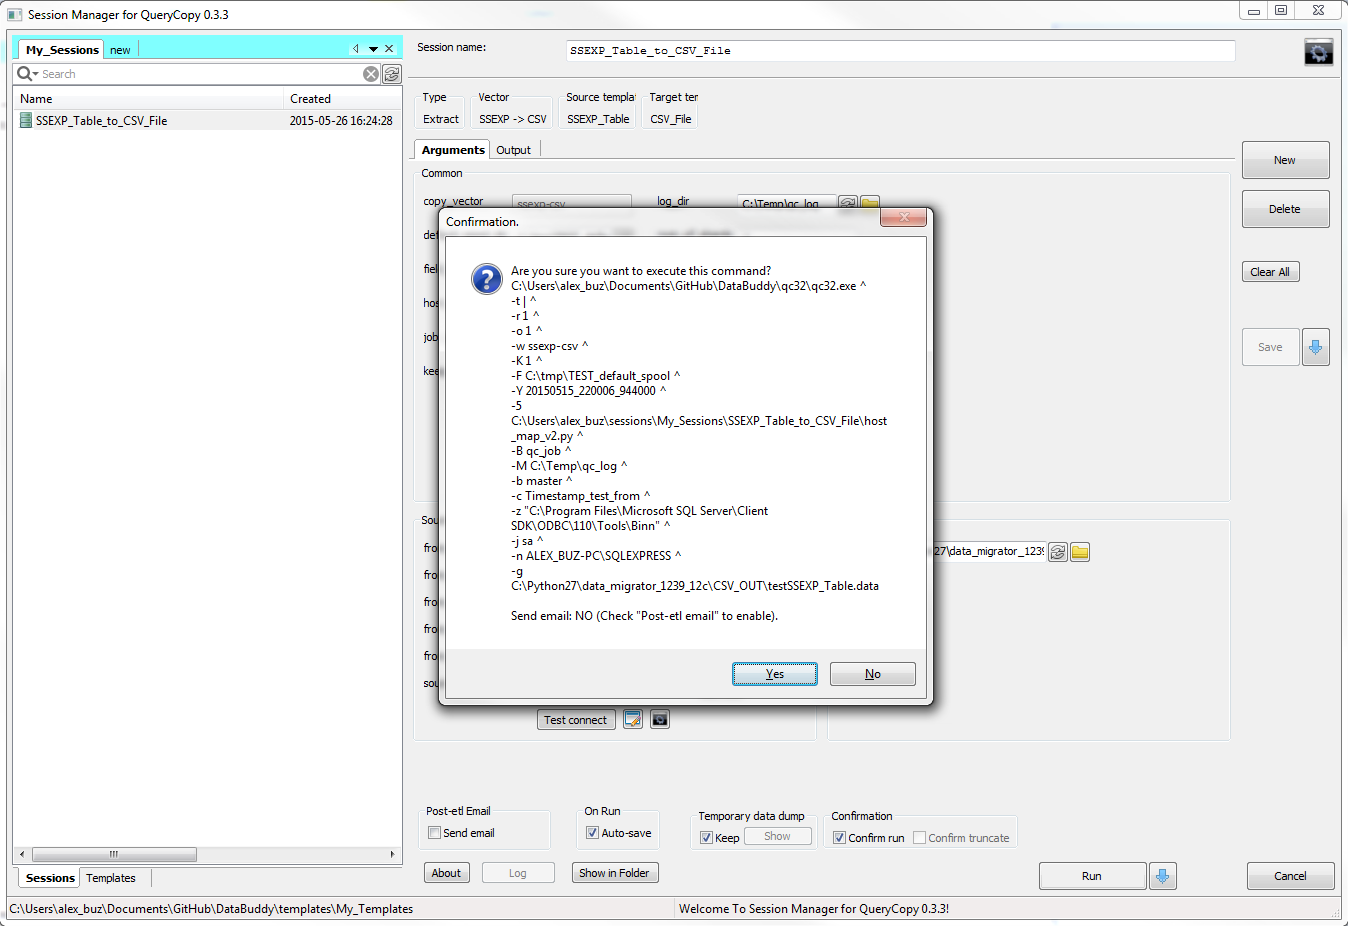 Session Manager for QueryCopy 0.3.3
My_Sessions new
Search
Name Created
SSEXP_Table_to_CSV_File 2015-05-26 16:24:28
Session name: SSEXP_Table_to_CSV_File
Type Vector Source templa Target ter
Extract SSEXP -> CSV SSEXP_Table CSV_File
Arguments Output
Common
copy_vector ssexp-csv log_dir C:\Temp\qc_log
New
Delete
Clear All
Save
Confirmation.
Are you sure you want to execute this command?
C:\Users\alex_buz\Documents\GitHub\DataBuddy\qc32\qc32.exe ^
-t | ^
-r 1 ^
-o 1 ^
-w ssexp-csv ^
-K 1 ^
-F C:\tmp\TEST_default_spool ^
-Y 20150515_220006_944000 ^
-5
C:\Users\alex_buz\sessions\My_Sessions\SSEXP_Table_to_CSV_File\host
_map_v2.py ^
-B qc_job ^
-M C:\Temp\qc_log ^
-b master ^
-c Timestamp_test_from ^
-z "C:\Program Files\Microsoft SQL Server\Client
SDK\ODBC\110\Tools\Binn" ^
-j sa ^
-n ALEX_BUZ-PC\SQLEXPRESS ^
-g
C:\Python27\data_migrator_1239_12c\CSV_OUT\testSSEXP_Table.data
Send email: NO (Check "Post-etl email" to enable).
Yes No
de
fiel
hos
job
kee
Sou
fro
27\data_migrator_1239
fro
fro
fro
fro
sou
Test connect
Post-etl Email
Send email
On Run
Auto-save
Temporary data dump
Keep Show
Confirmation
Confirm run Confirm truncate
About Log Show in Folder Run Cancel
Sessions Templates
C:\Users\alex_buz\Documents\GitHub\DataBuddy\templates\My_Templates Welcome To Session Manager for QueryCopy 0.3.3!